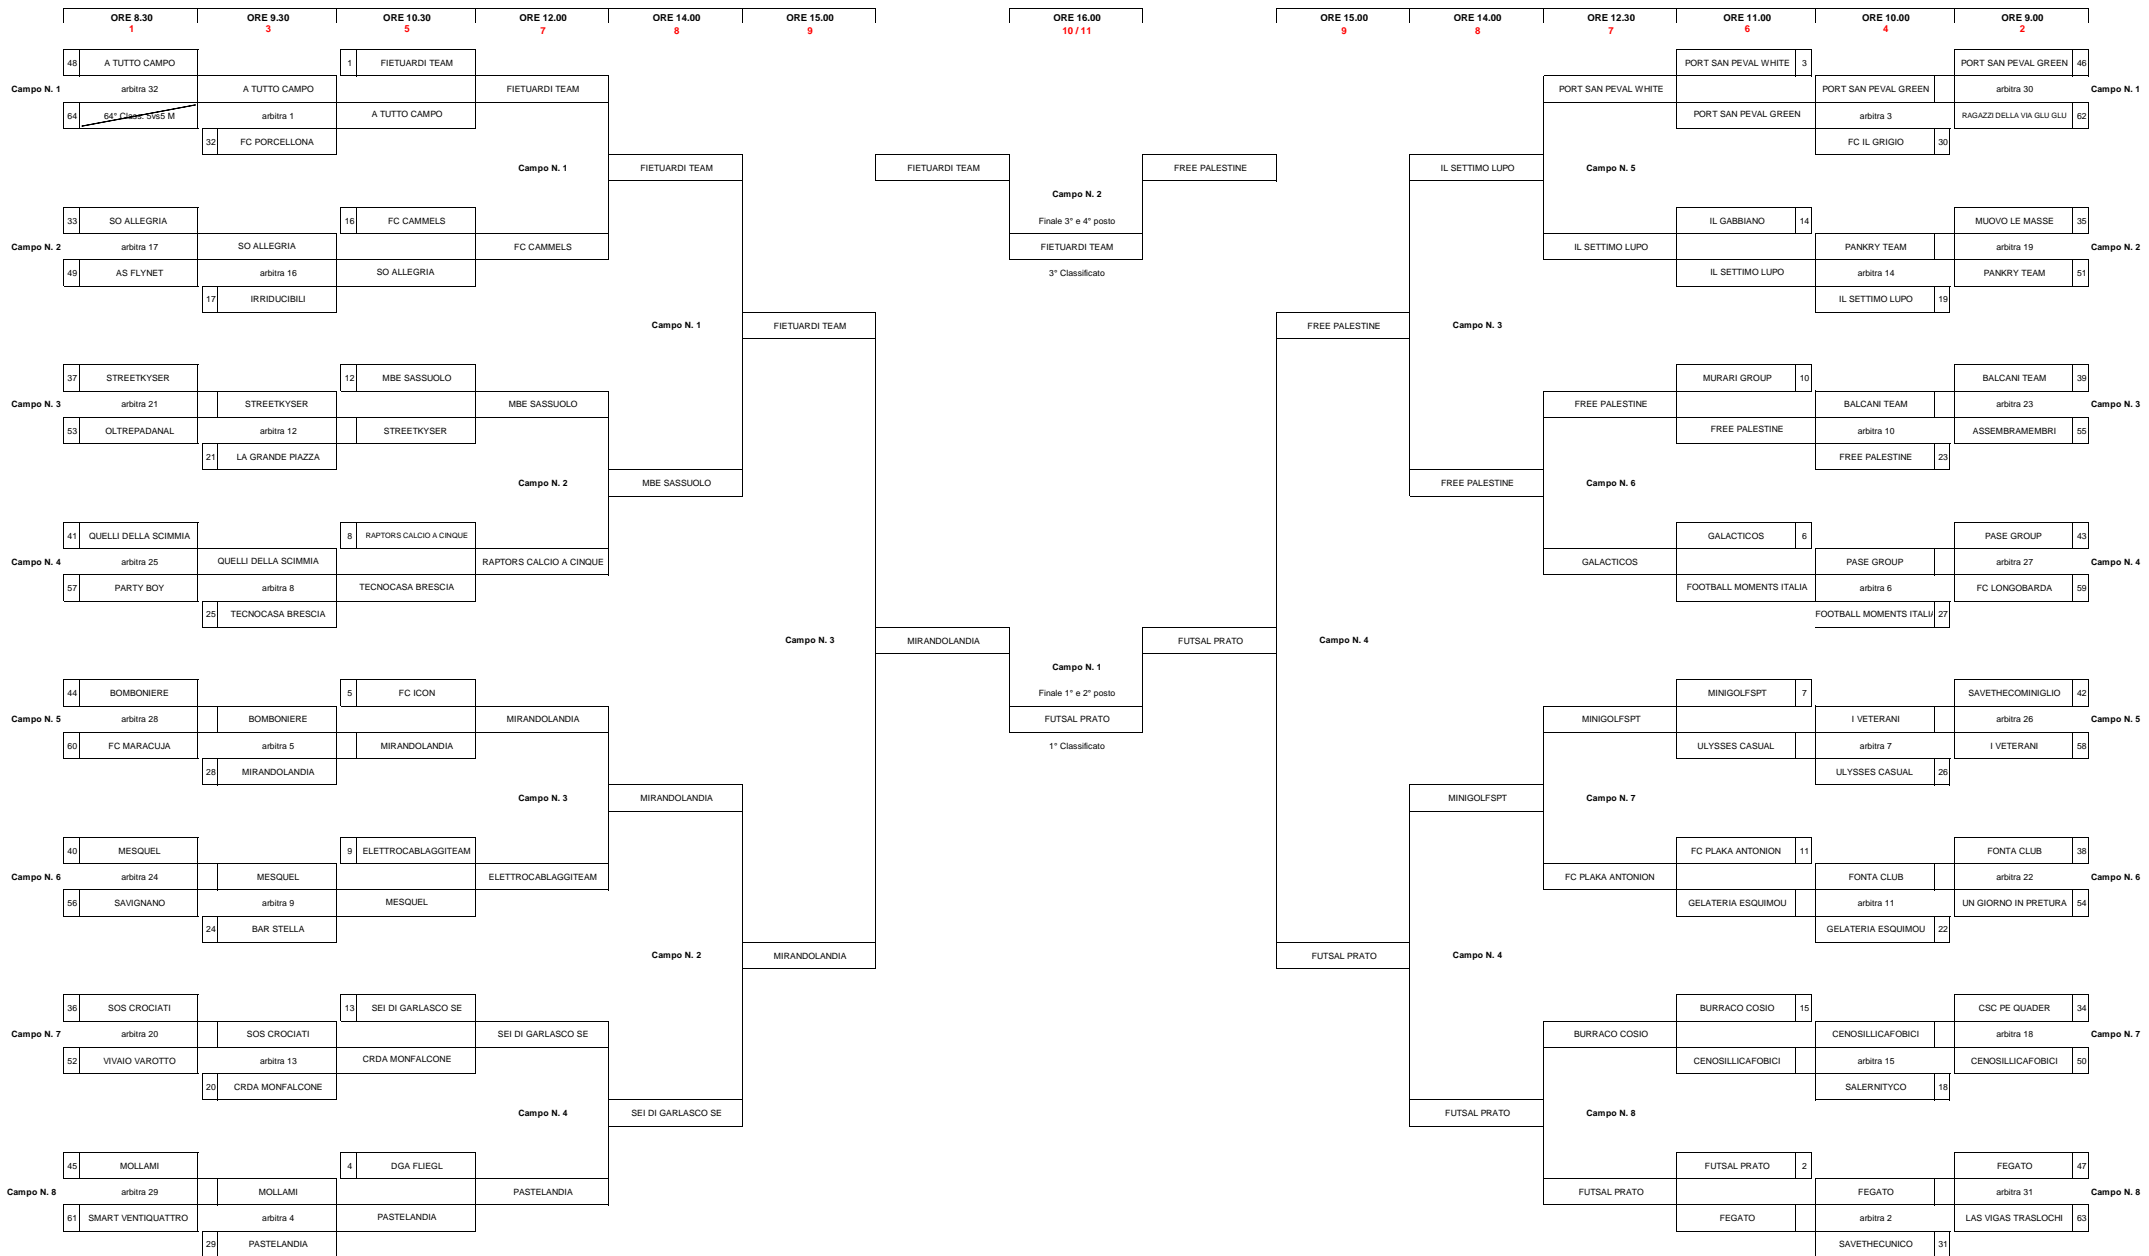 ORE 8.30 ORE 9.30 ORE 10.30 ORE 12.00 ORE 14.00 ORE 15.00 ORE 16.00 ORE 15.00 ORE 14.00 ORE 12.30 ORE 11.00 ORE 10.00 ORE 9.00
1 3 5 7 8 9 10 / 11 9 8 7 6 4 2
48 A TUTTO CAMPO 1 FIETUARDI TEAM PORT SAN PEVAL WHITE 3 PORT SAN PEVAL GREEN 46
Campo N. 1 arbitra 32 A TUTTO CAMPO FIETUARDI TEAM PORT SAN PEVAL WHITE PORT SAN PEVAL GREEN arbitra 30 Campo N. 1
64 64° Class. 5vs5 M arbitra 1 A TUTTO CAMPO PORT SAN PEVAL GREEN arbitra 3 RAGAZZI DELLA VIA GLU GLU 62
32 FC PORCELLONA FC IL GRIGIO 30
Campo N. 1 FIETUARDI TEAM FIETUARDI TEAM FREE PALESTINE IL SETTIMO LUPO Campo N. 5
Campo N. 2
33 SO ALLEGRIA 16 FC CAMMELS Finale 3° e 4° posto IL GABBIANO 14 MUOVO LE MASSE 35
Campo N. 2 arbitra 17 SO ALLEGRIA FC CAMMELS FIETUARDI TEAM IL SETTIMO LUPO PANKRY TEAM arbitra 19 Campo N. 2
49 AS FLYNET arbitra 16 SO ALLEGRIA 3° Classificato IL SETTIMO LUPO arbitra 14 PANKRY TEAM 51
17 IRRIDUCIBILI IL SETTIMO LUPO 19
Campo N. 1 FIETUARDI TEAM FREE PALESTINE Campo N. 3
37 STREETKYSER 12 MBE SASSUOLO MURARI GROUP 10 BALCANI TEAM 39
Campo N. 3 arbitra 21 STREETKYSER MBE SASSUOLO FREE PALESTINE BALCANI TEAM arbitra 23 Campo N. 3
53 OLTREPADANAL arbitra 12 STREETKYSER FREE PALESTINE arbitra 10 ASSEMBRAMEMBRI 55
21 LA GRANDE PIAZZA FREE PALESTINE 23
Campo N. 2 MBE SASSUOLO FREE PALESTINE Campo N. 6
41 QUELLI DELLA SCIMMIA 8 RAPTORS CALCIO A CINQUE GALACTICOS 6 PASE GROUP 43
Campo N. 4 arbitra 25 QUELLI DELLA SCIMMIA RAPTORS CALCIO A CINQUE GALACTICOS PASE GROUP arbitra 27 Campo N. 4
57 PARTY BOY arbitra 8 TECNOCASA BRESCIA FOOTBALL MOMENTS ITALIA arbitra 6 FC LONGOBARDA 59
25 TECNOCASA BRESCIA FOOTBALL MOMENTS ITALIA 27
Campo N. 3 MIRANDOLANDIA FUTSAL PRATO Campo N. 4
Campo N. 1
44 BOMBONIERE 5 FC ICON Finale 1° e 2° posto MINIGOLFSPT 7 SAVETHECOMINIGLIO 42
Campo N. 5 arbitra 28 BOMBONIERE MIRANDOLANDIA FUTSAL PRATO MINIGOLFSPT I VETERANI arbitra 26 Campo N. 5
60 FC MARACUJA arbitra 5 MIRANDOLANDIA 1° Classificato ULYSSES CASUAL arbitra 7 I VETERANI 58
28 MIRANDOLANDIA ULYSSES CASUAL 26
Campo N. 3 MIRANDOLANDIA MINIGOLFSPT Campo N. 7
40 MESQUEL 9 ELETTROCABLAGGITEAM FC PLAKA ANTONION 11 FONTA CLUB 38
Campo N. 6 arbitra 24 MESQUEL ELETTROCABLAGGITEAM FC PLAKA ANTONION FONTA CLUB arbitra 22 Campo N. 6
56 SAVIGNANO arbitra 9 MESQUEL GELATERIA ESQUIMOU arbitra 11 UN GIORNO IN PRETURA 54
24 BAR STELLA GELATERIA ESQUIMOU 22
Campo N. 2 MIRANDOLANDIA FUTSAL PRATO Campo N. 4
36 SOS CROCIATI 13 SEI DI GARLASCO SE BURRACO COSIO 15 CSC PE QUADER 34
Campo N. 7 arbitra 20 SOS CROCIATI SEI DI GARLASCO SE BURRACO COSIO CENOSILLICAFOBICI arbitra 18 Campo N. 7
52 VIVAIO VAROTTO arbitra 13 CRDA MONFALCONE CENOSILLICAFOBICI arbitra 15 CENOSILLICAFOBICI 50
20 CRDA MONFALCONE SALERNITYCO 18
Campo N. 4 SEI DI GARLASCO SE FUTSAL PRATO Campo N. 8
45 MOLLAMI 4 DGA FLIEGL FUTSAL PRATO 2 FEGATO 47
Campo N. 8 arbitra 29 MOLLAMI PASTELANDIA FUTSAL PRATO FEGATO arbitra 31 Campo N. 8
61 SMART VENTIQUATTRO arbitra 4 PASTELANDIA FEGATO arbitra 2 LAS VIGAS TRASLOCHI 63
29 PASTELANDIA SAVETHECUNICO 31